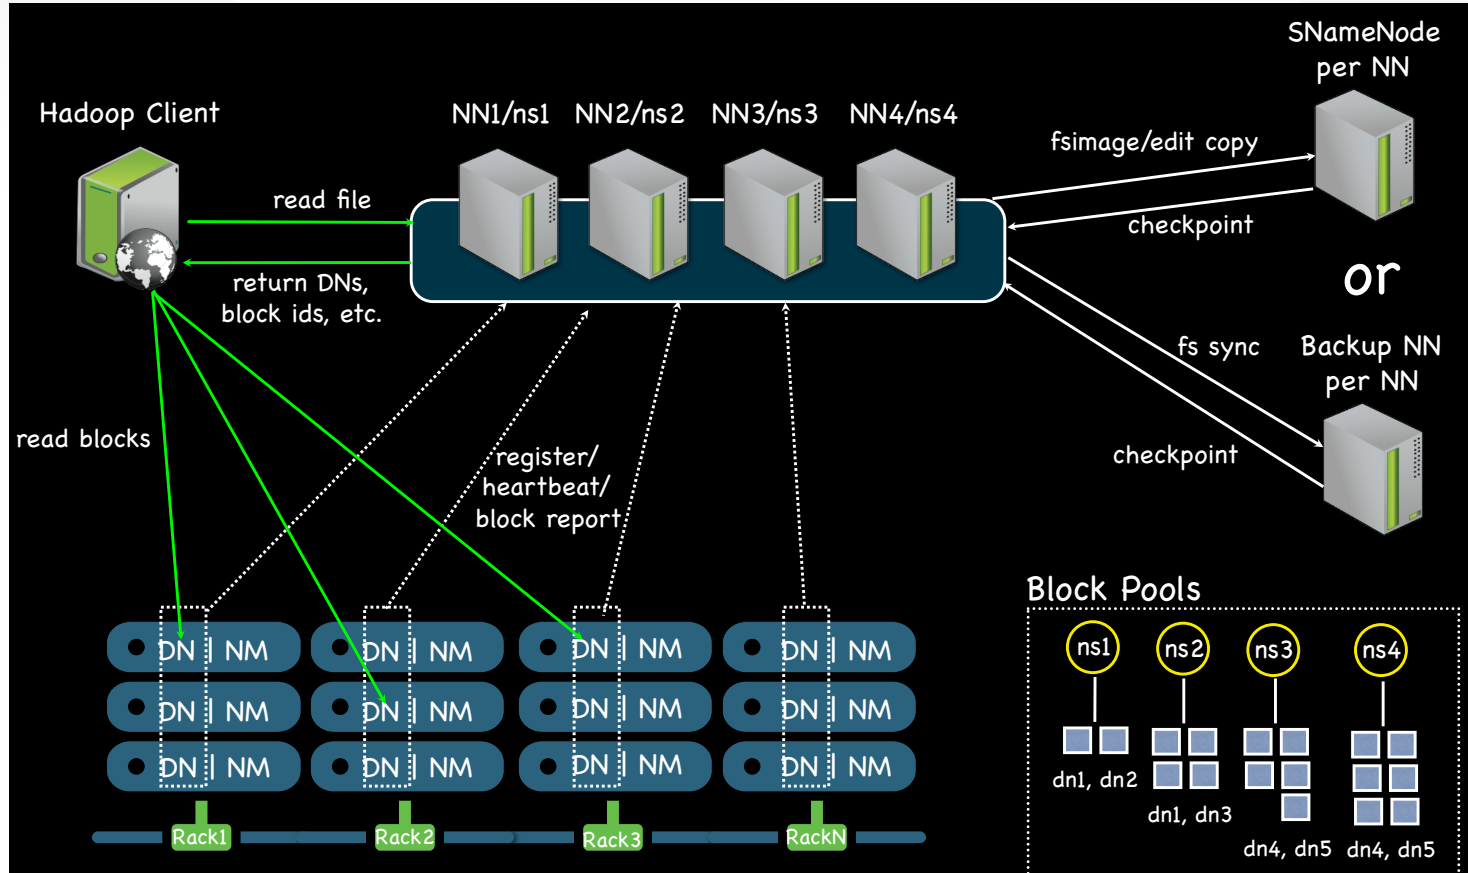 SNameNode
per NN
Hadoop Client
NN1/ns1
NN2/ns2
NN3/ns3
NN4/ns4
fsimage/edit copy
read file
checkpoint
return DNs,
block ids, etc.
or
fs sync
Backup NN
per NN
read blocks
register/
heartbeat/
block report
checkpoint
Block Pools
DN | NM
DN | NM
DN | NM
DN | NM
DN | NM
DN | NM
DN | NM
DN | NM
DN | NM
DN | NM
DN | NM
DN | NM
Rack1
Rack2
Rack3
RackN
ns1
ns2
ns3
ns4
dn1, dn2
dn1, dn3
dn4, dn5
dn4, dn5